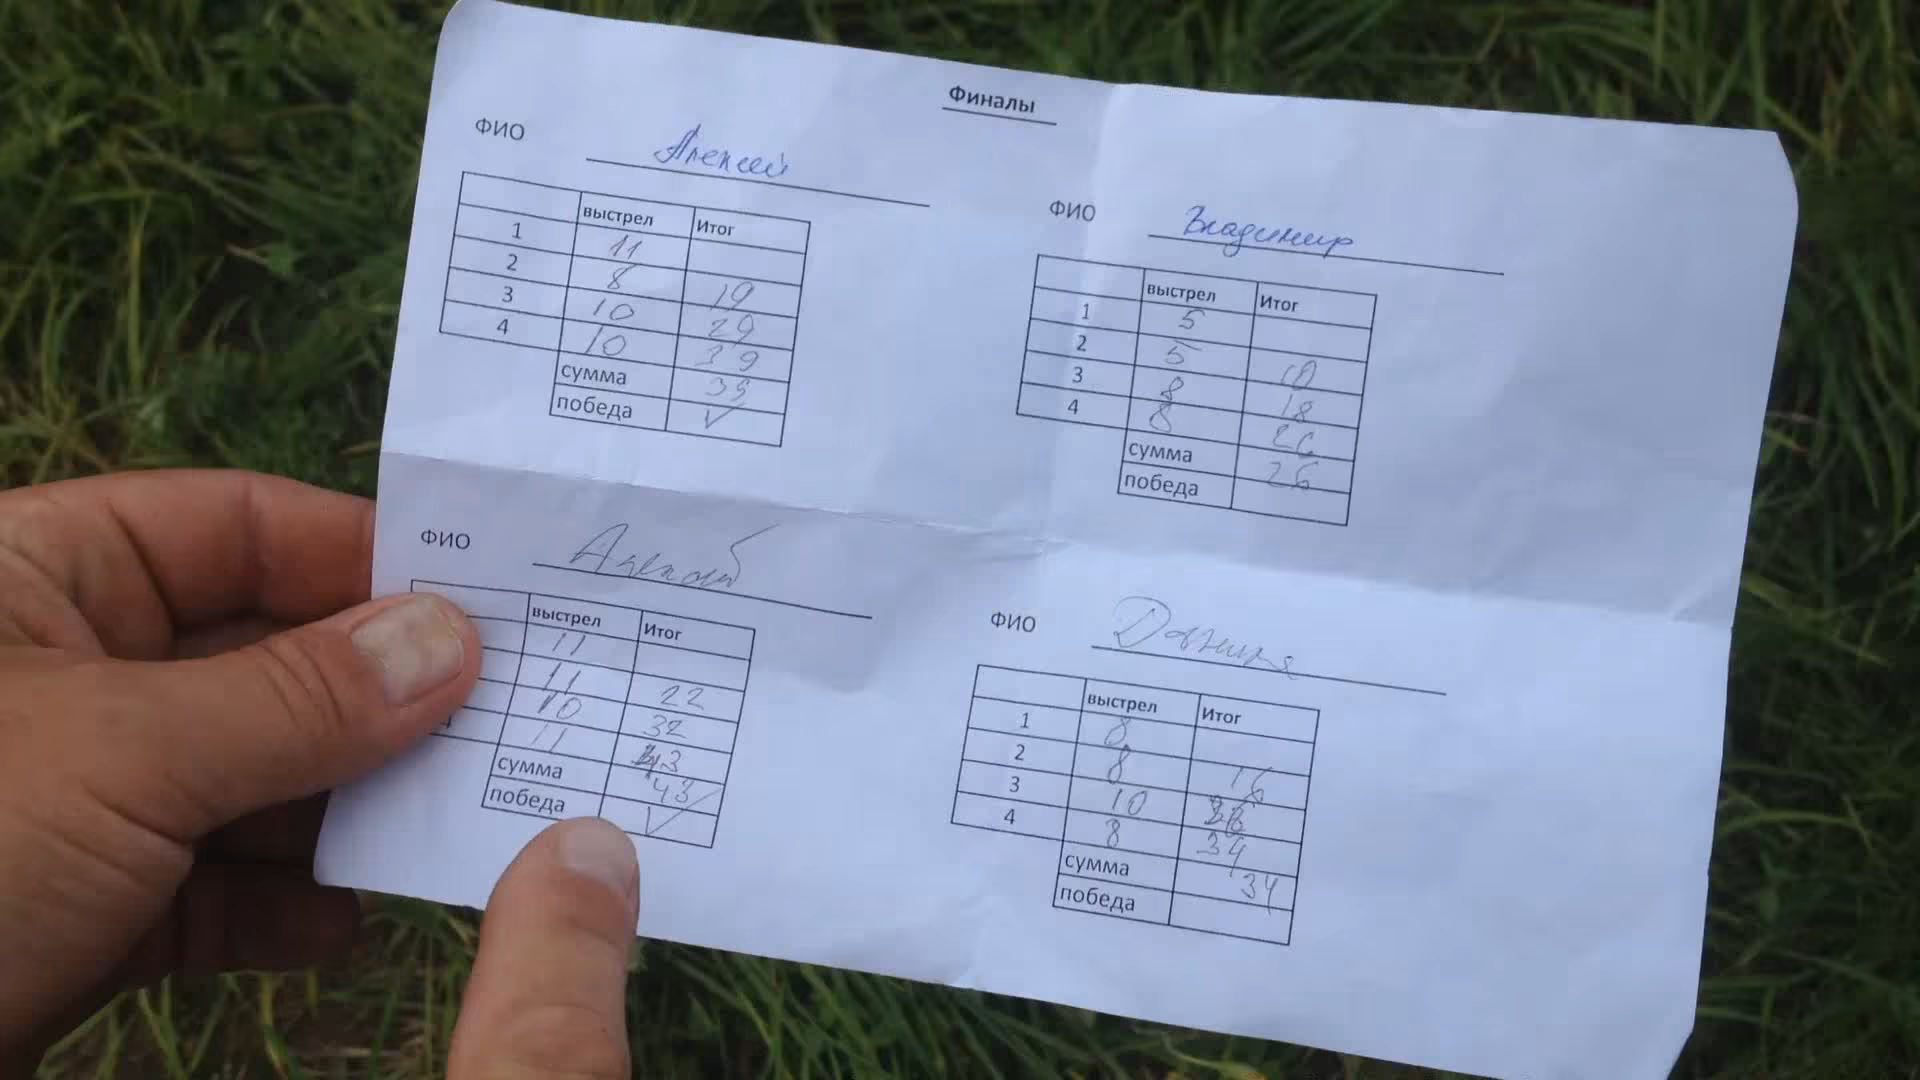 Финалы
ФИО Алексей
выстрел Итог
1 11
2 8 19
3 10 29
4 10 39
сумма 39
победа ✓
ФИО Владимир
выстрел Итог
1 5
2 5 10
3 8 18
4 8 26
сумма 26
победа
ФИО
выстрел Итог
11
11 22
10 32
11 43
сумма 43
победа ✓
ФИО
выстрел Итог
1 8
2 8 16
3 10 26
4 8 34
сумма 34
победа